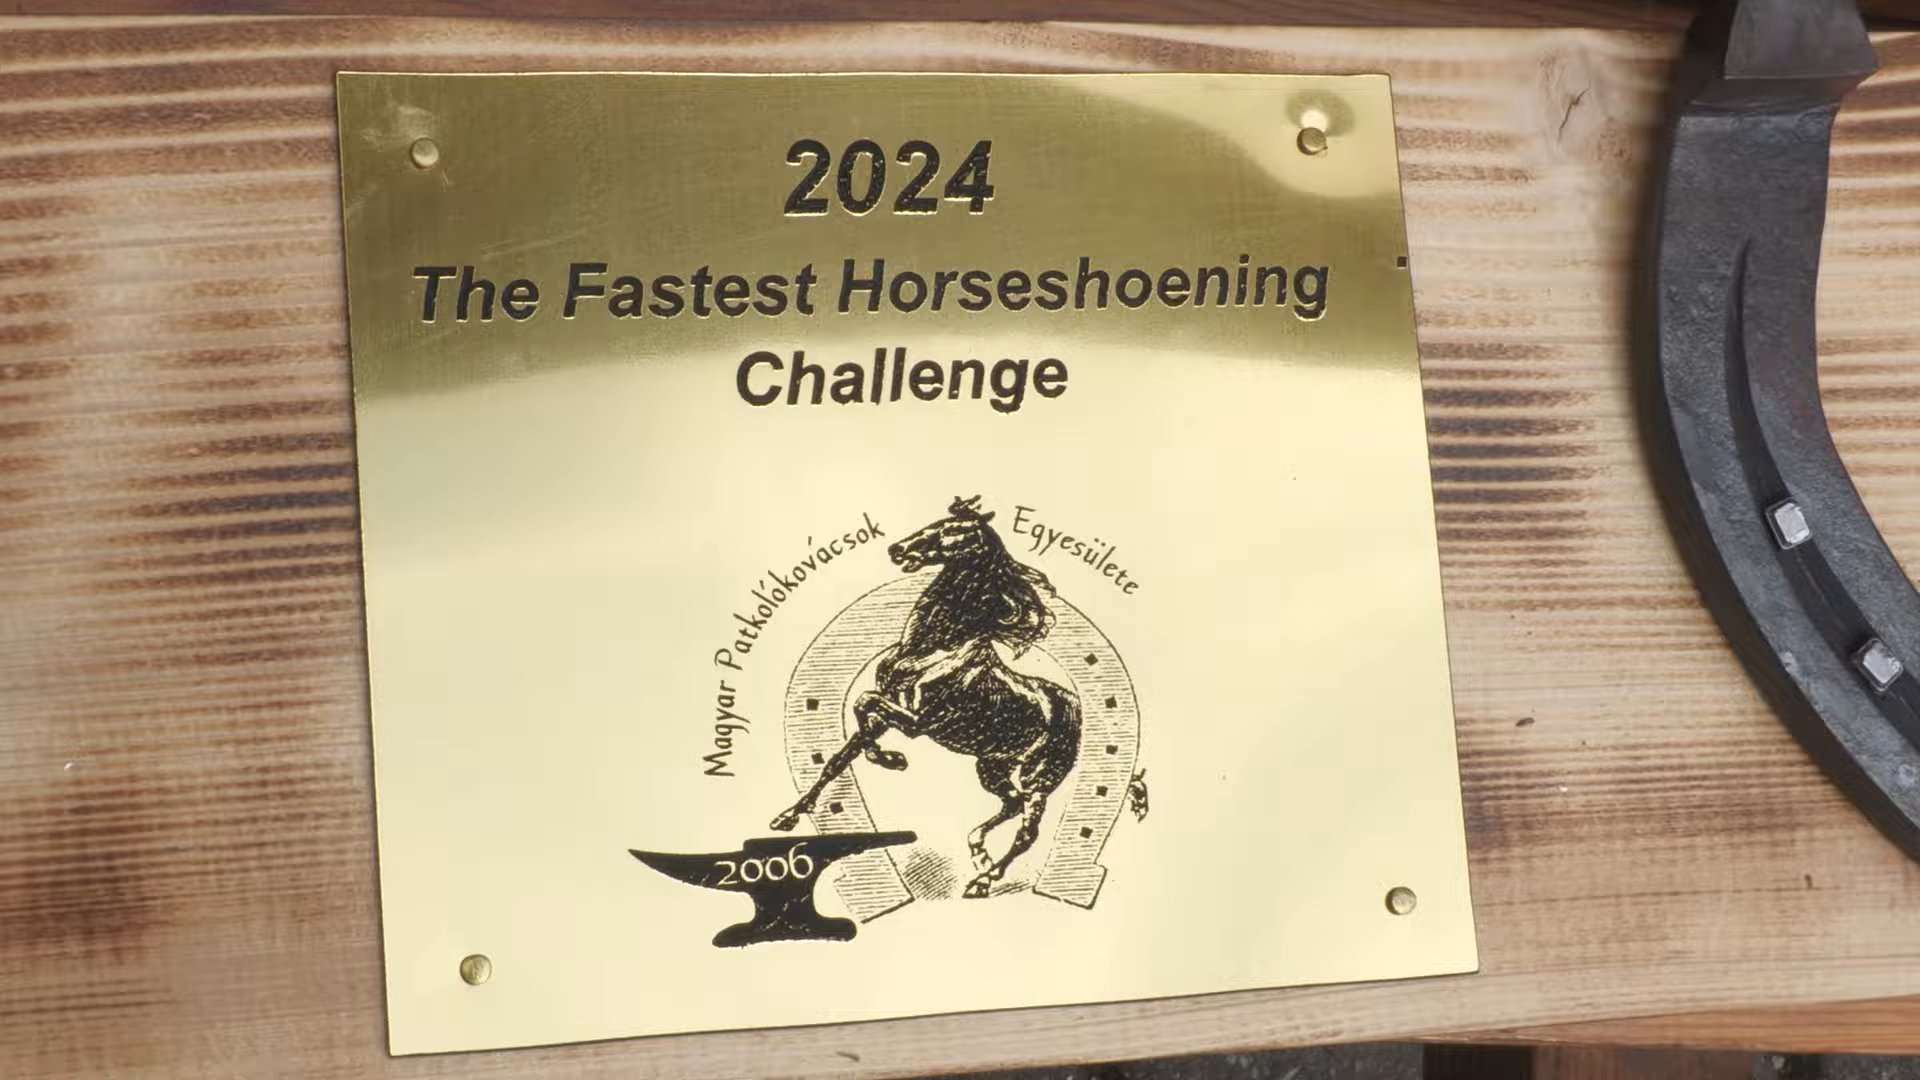 2024
The Fastest Horseshoening
Challenge
Magyar Patkolókovácsok Egyesülete
2006